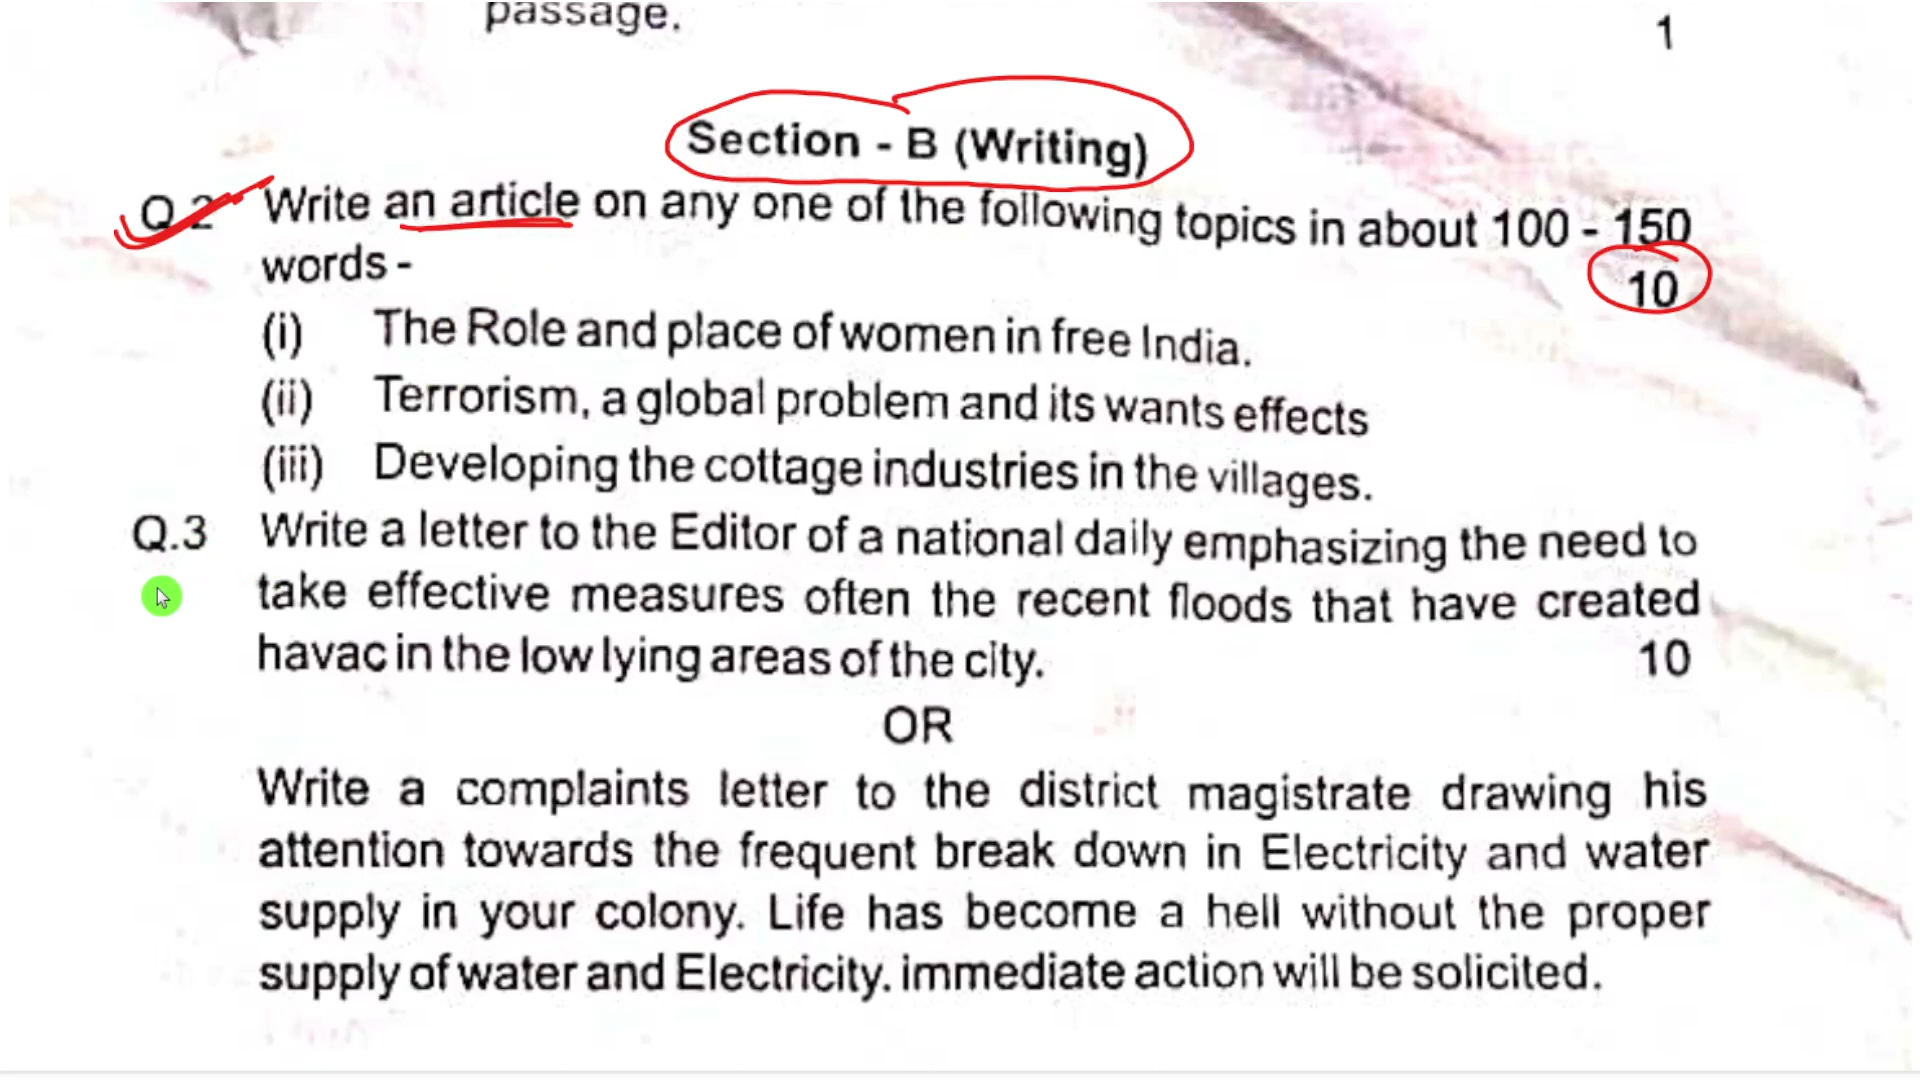 passage.
1
Section - B (Writing)
Q.2 Write an article on any one of the following topics in about 100 - 150
words -
10
(i) The Role and place of women in free India.
(ii) Terrorism, a global problem and its wants effects
(iii) Developing the cottage industries in the villages.
Q.3 Write a letter to the Editor of a national daily emphasizing the need to
take effective measures often the recent floods that have created
havac in the low lying areas of the city. 10
OR
Write a complaints letter to the district magistrate drawing his
attention towards the frequent break down in Electricity and water
supply in your colony. Life has become a hell without the proper
supply of water and Electricity. immediate action will be solicited.